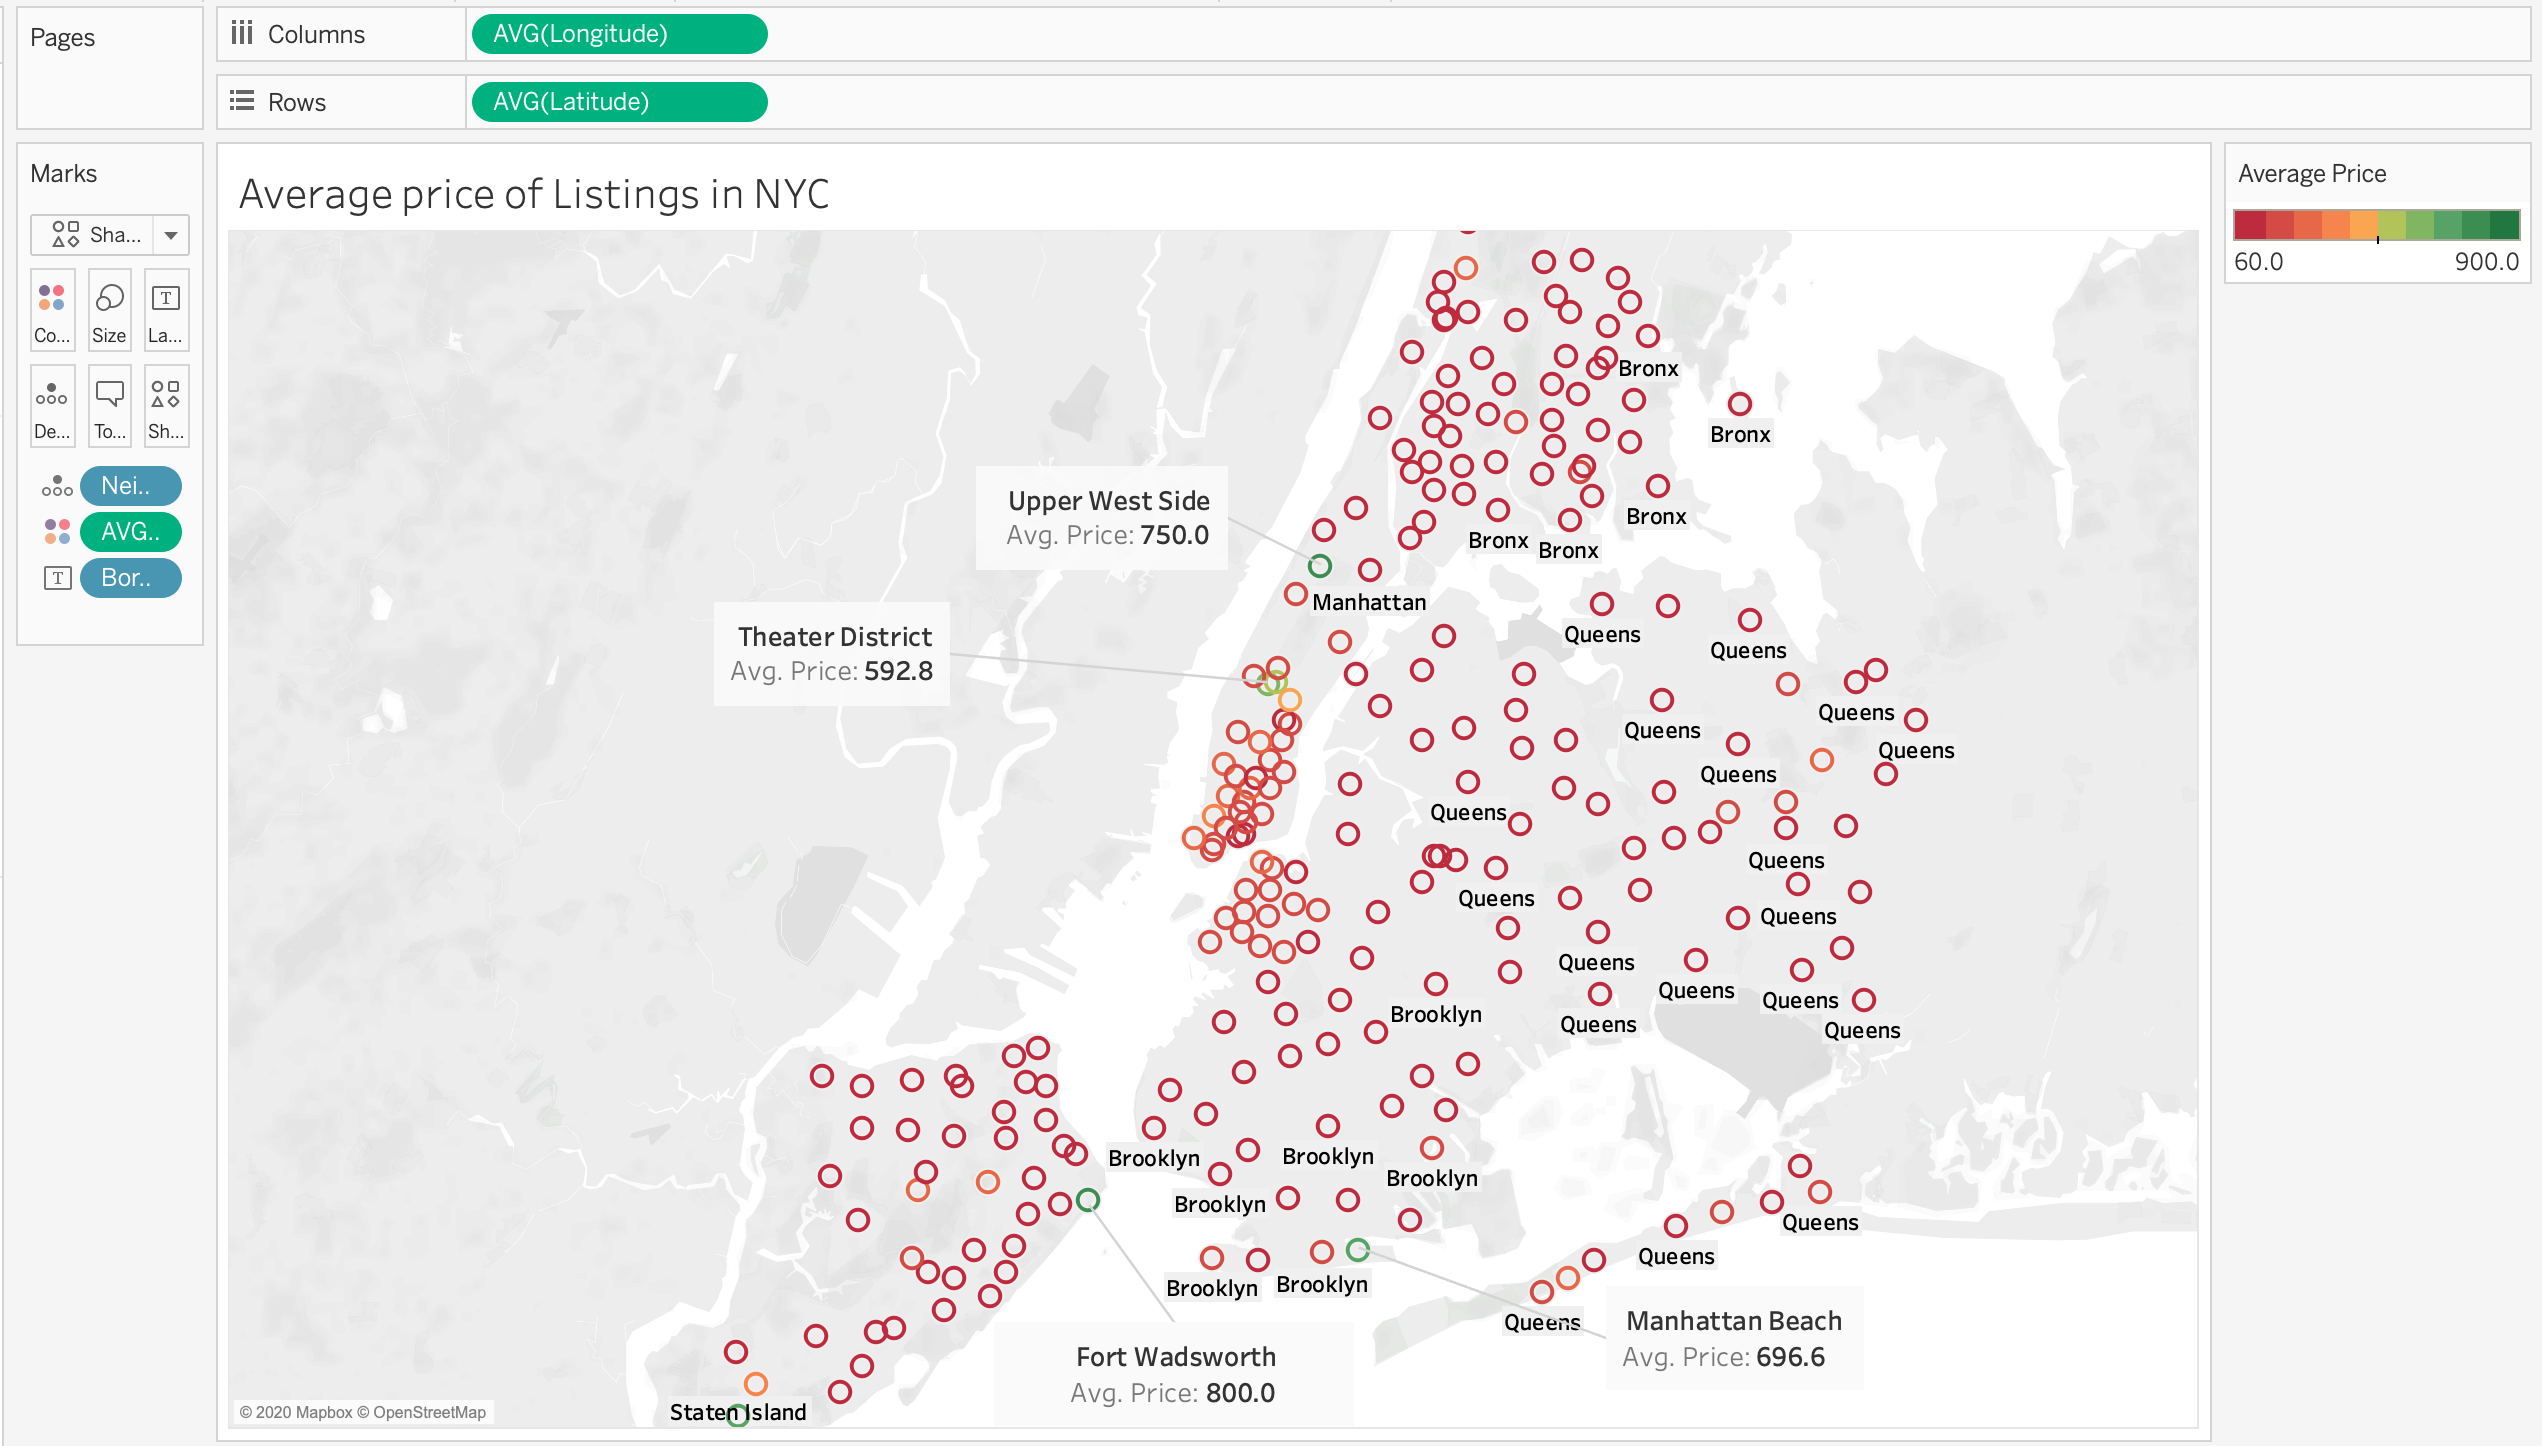 Pages
Columns
AVG(Longitude)
Rows
AVG(Latitude)
Marks
Sha...
Co...
Size
La...
De...
To...
Sh...
Nei..
AVG..
Bor..
Average price of Listings in NYC
Average Price
60.0
900.0
Bronx
Bronx
Upper West Side
Avg. Price: 750.0
Bronx
Bronx
Bronx
Manhattan
Theater District
Avg. Price: 592.8
Queens
Queens
Queens
Queens
Queens
Queens
Queens
Queens
Queens
Queens
Queens
Queens
Queens
Brooklyn
Queens
Queens
Queens
Brooklyn
Brooklyn
Brooklyn
Brooklyn
Queens
Queens
Brooklyn
Brooklyn
Queens
Manhattan Beach
Avg. Price: 696.6
Fort Wadsworth
Avg. Price: 800.0
Staten Island
© 2020 Mapbox © OpenStreetMap